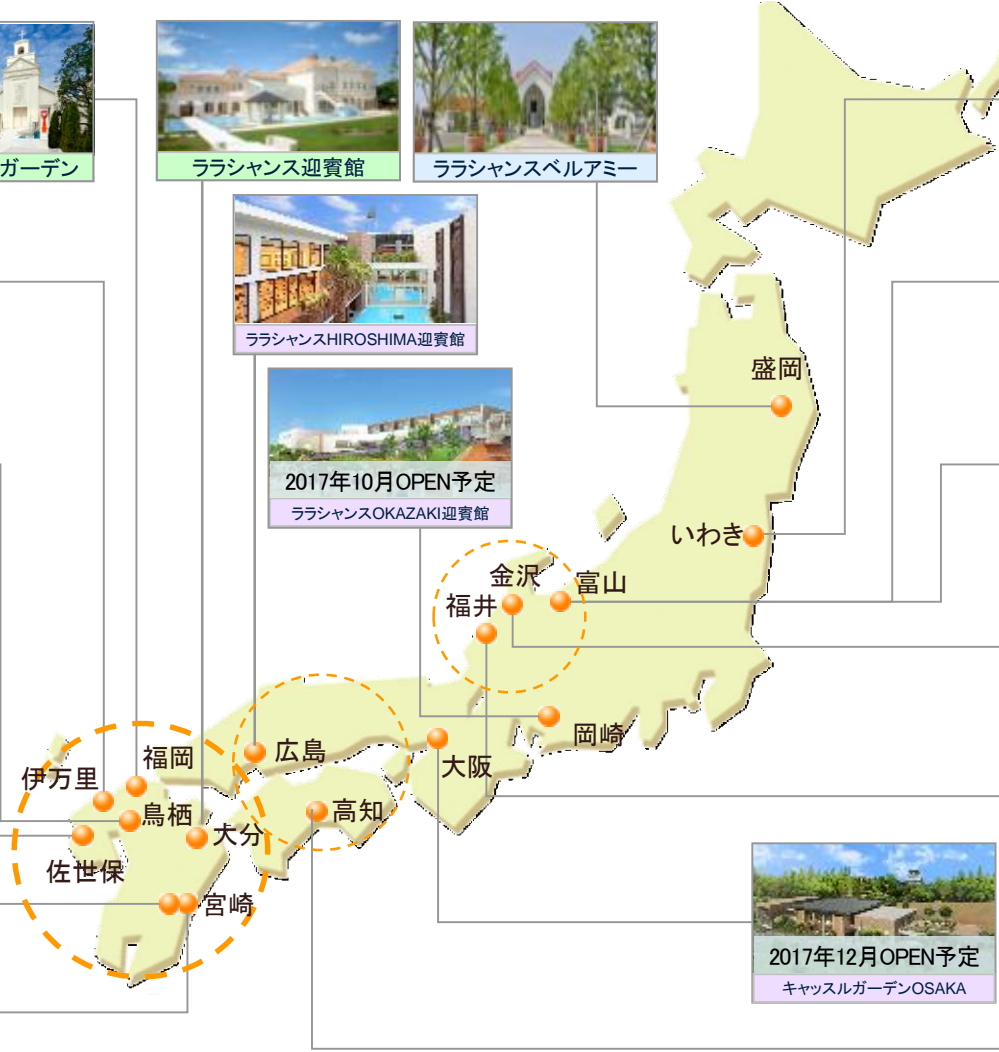 ガーデン
ララシャンス迎賓館
ララシャンスベルアミー
ララシャンスHIROSHIMA迎賓館
2017年10月OPEN予定
ララシャンスOKAZAKI迎賓館
盛岡
いわき
金沢
富山
福井
岡崎
大阪
広島
高知
福岡
伊万里
鳥栖
大分
佐世保
宮崎
2017年12月OPEN予定
キャッスルガーデンOSAKA